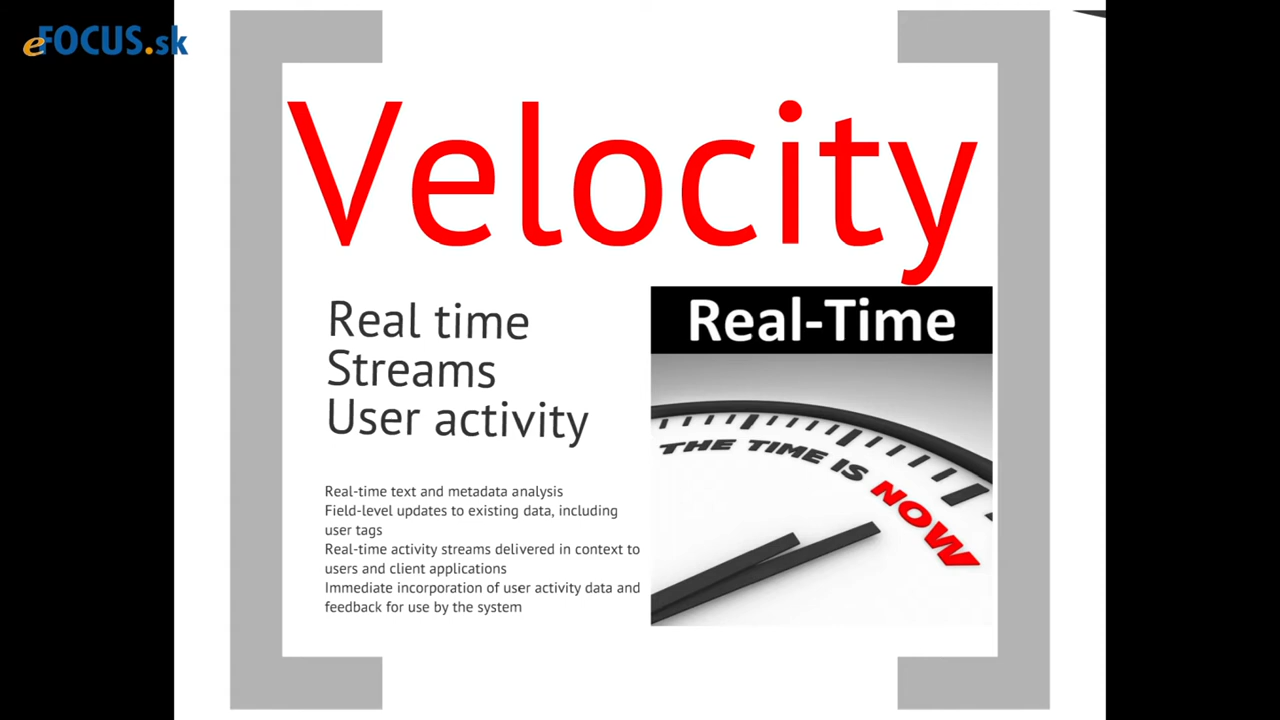 eFOCUS.sk
Velocity
Real time
Streams
User activity
Real-time text and metadata analysis
Field-level updates to existing data, including
user tags
Real-time activity streams delivered in context to
users and client applications
Immediate incorporation of user activity data and
feedback for use by the system
Real-Time
THE TIME IS NOW